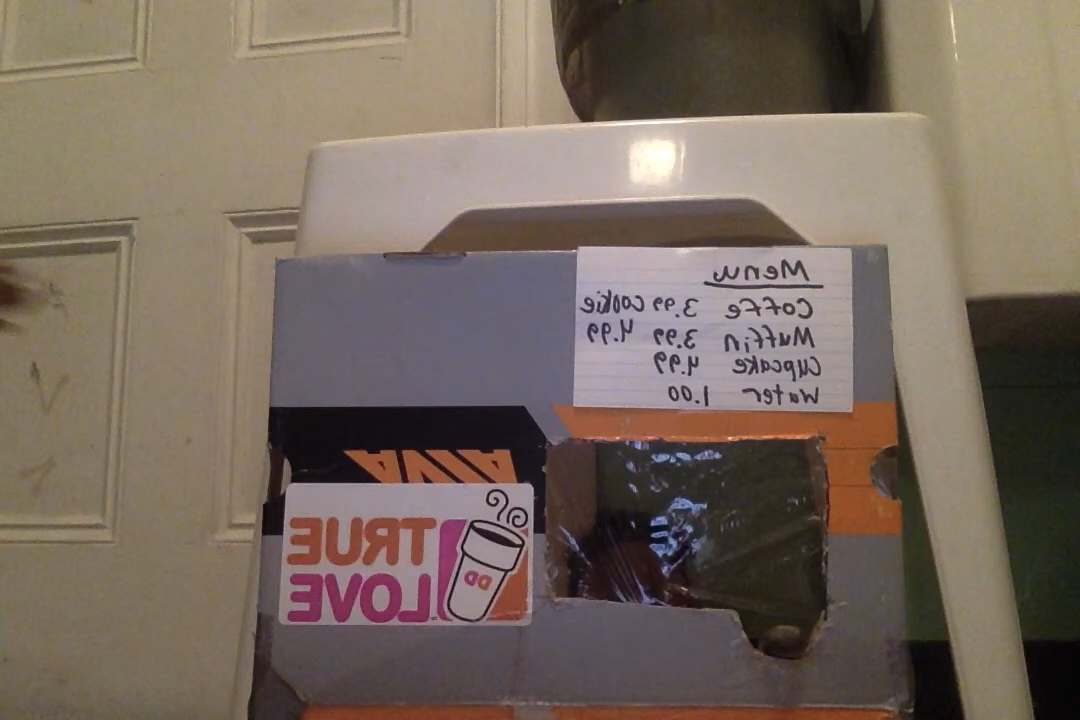 Menu
Coffe 3.99 cookie
Muffin 3.99 4.99
Cupcake 4.99
Water 1.00
TRUE
LOVE
DD